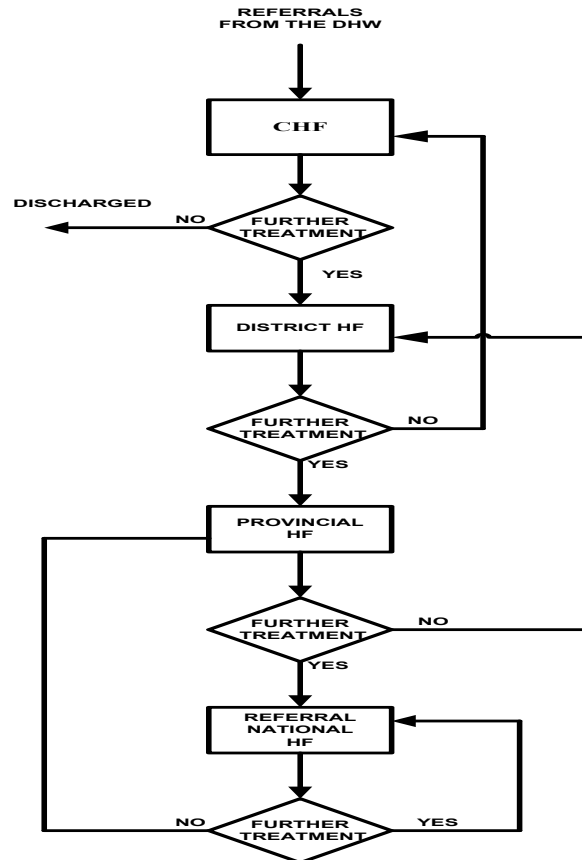 REFERRALS
FROM THE DHW
CHF
DISCHARGED
NO
FURTHER
TREATMENT
YES
DISTRICT HF
FURTHER
TREATMENT
NO
YES
PROVINCIAL
HF
FURTHER
TREATMENT
NO
YES
REFERRAL
NATIONAL
HF
NO
FURTHER
TREATMENT
YES